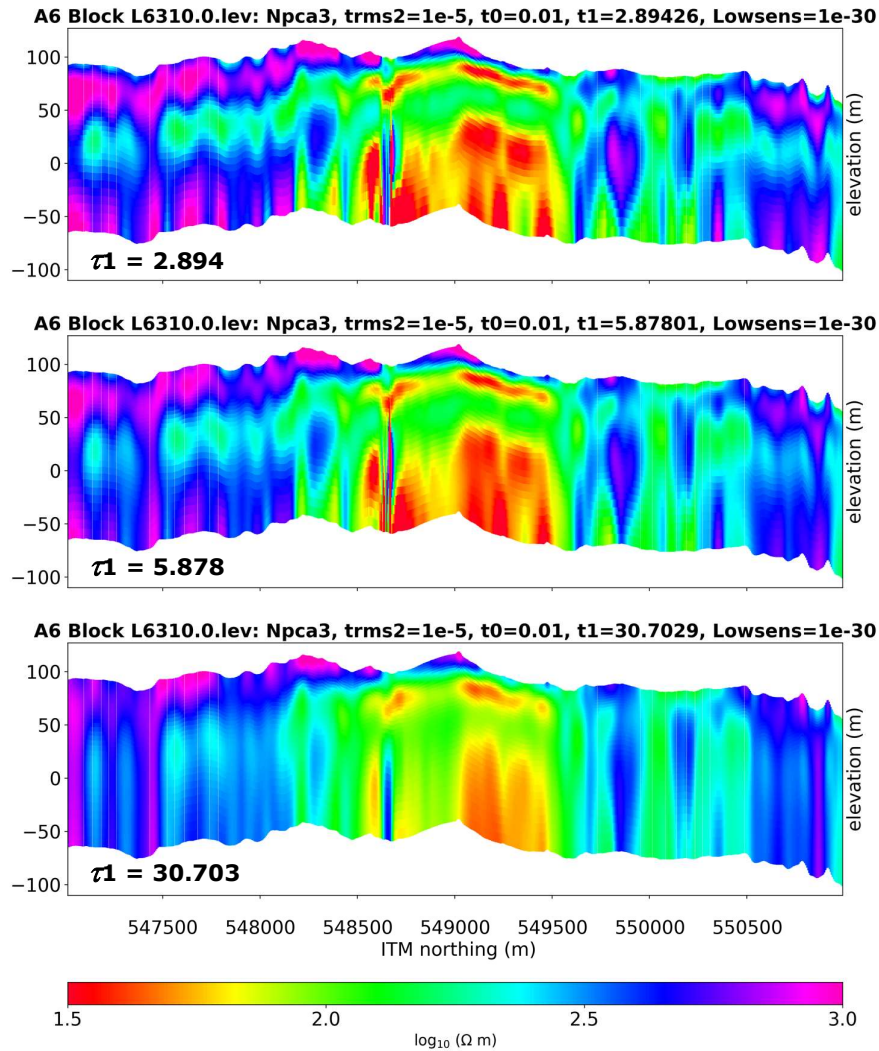 A6 Block L6310.0.lev: Npca3, trms2=1e-5, t0=0.01, t1=2.89426, Lowsens=1e-30
100
50
0
−50
−100
elevation (m)
τ1 = 2.894
A6 Block L6310.0.lev: Npca3, trms2=1e-5, t0=0.01, t1=5.87801, Lowsens=1e-30
100
50
0
−50
−100
elevation (m)
τ1 = 5.878
A6 Block L6310.0.lev: Npca3, trms2=1e-5, t0=0.01, t1=30.7029, Lowsens=1e-30
100
50
0
−50
−100
elevation (m)
τ1 = 30.703
547500 548000 548500 549000 549500 550000 550500
ITM northing (m)
1.5 2.0 2.5 3.0
log₁₀ (Ω m)